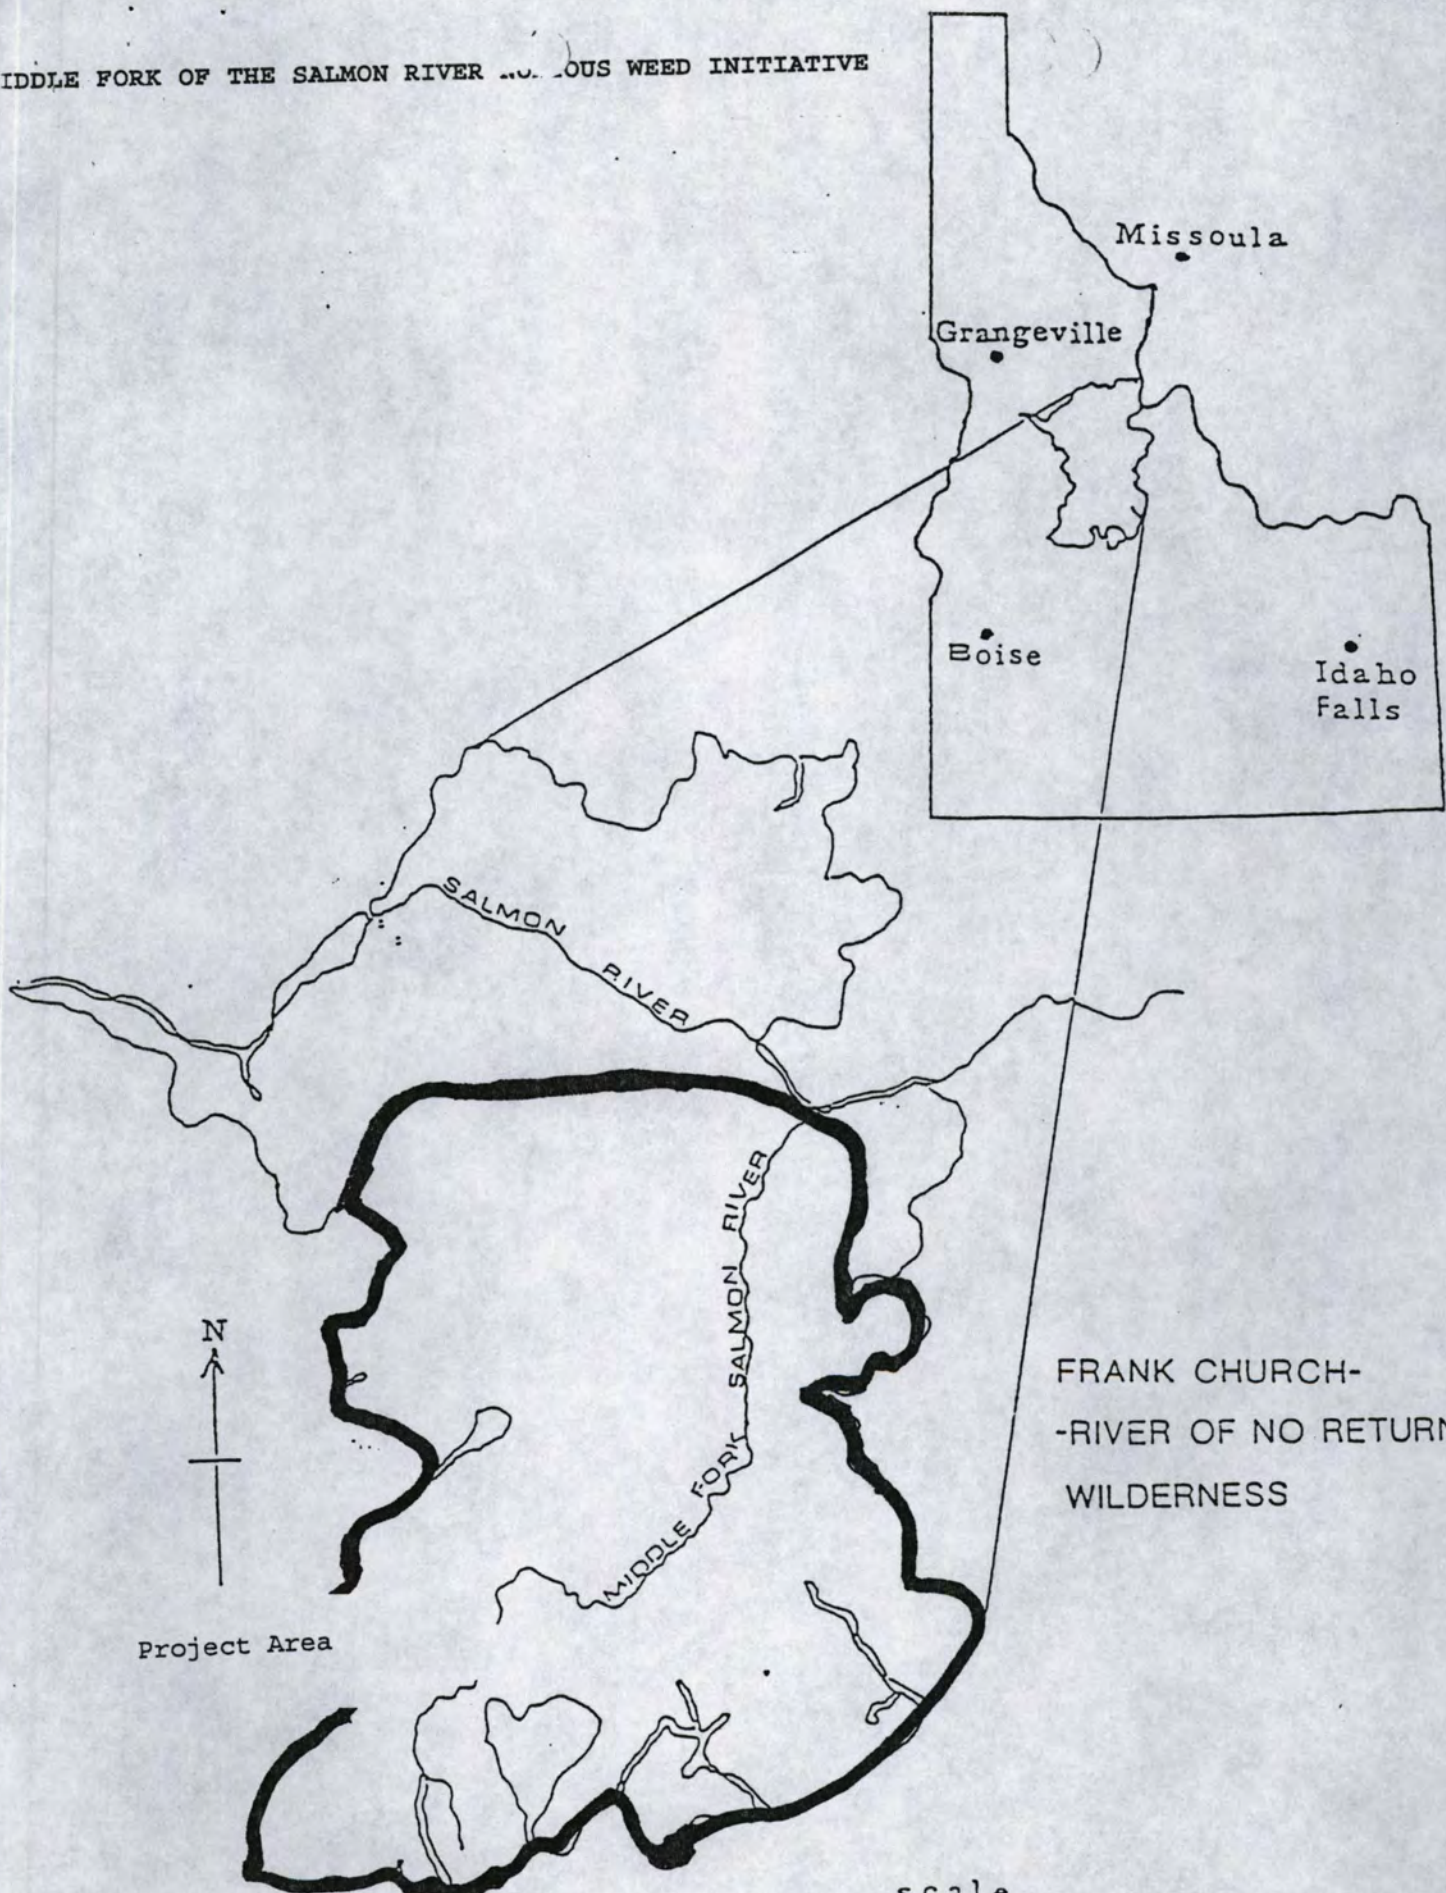 IDDLE FORK OF THE SALMON RIVER WEED INITIATIVE
Missoula
Grangeville
Boise
Idaho
Falls
SALMON RIVER
MIDDLE FORK SALMON RIVER
N
FRANK CHURCH-
-RIVER OF NO RETURN
WILDERNESS
Project Area
scale